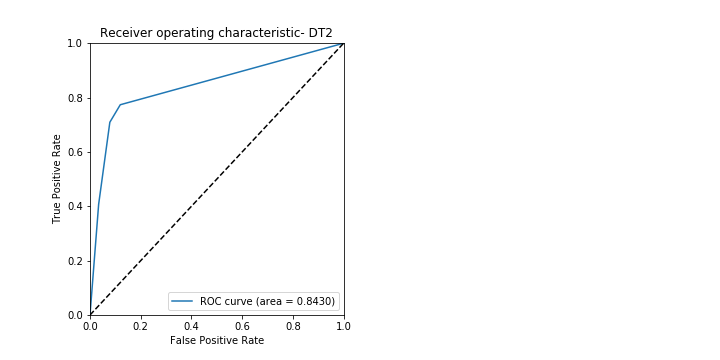 Receiver operating characteristic- DT2
1.0
0.8
0.6
0.4
0.2
0.0
True Positive Rate
ROC curve (area = 0.8430)
0.0 0.2 0.4 0.6 0.8 1.0
False Positive Rate